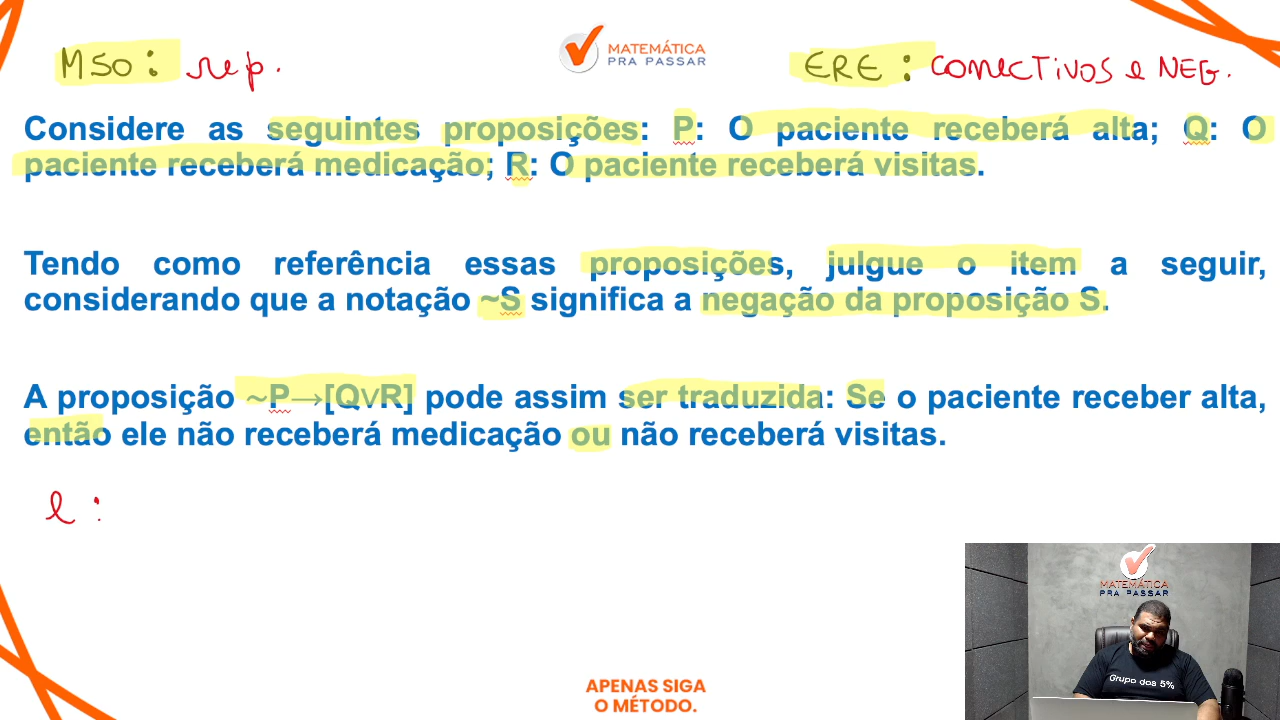 MSO: rep.
MATEMÁTICA
PRA PASSAR
ERE: CONECTIVOS e NEG.
Considere as seguintes proposições: P: O paciente receberá alta; Q: O
paciente receberá medicação; R: O paciente receberá visitas.
Tendo como referência essas proposições, julgue o item a seguir,
considerando que a notação ~S significa a negação da proposição S.
A proposição ~P→[Q∨R] pode assim ser traduzida: Se o paciente receber alta,
então ele não receberá medicação ou não receberá visitas.
l :
MATEMÁTICA
PRA PASSAR
Grupo dos 5%
APENAS SIGA
O MÉTODO.